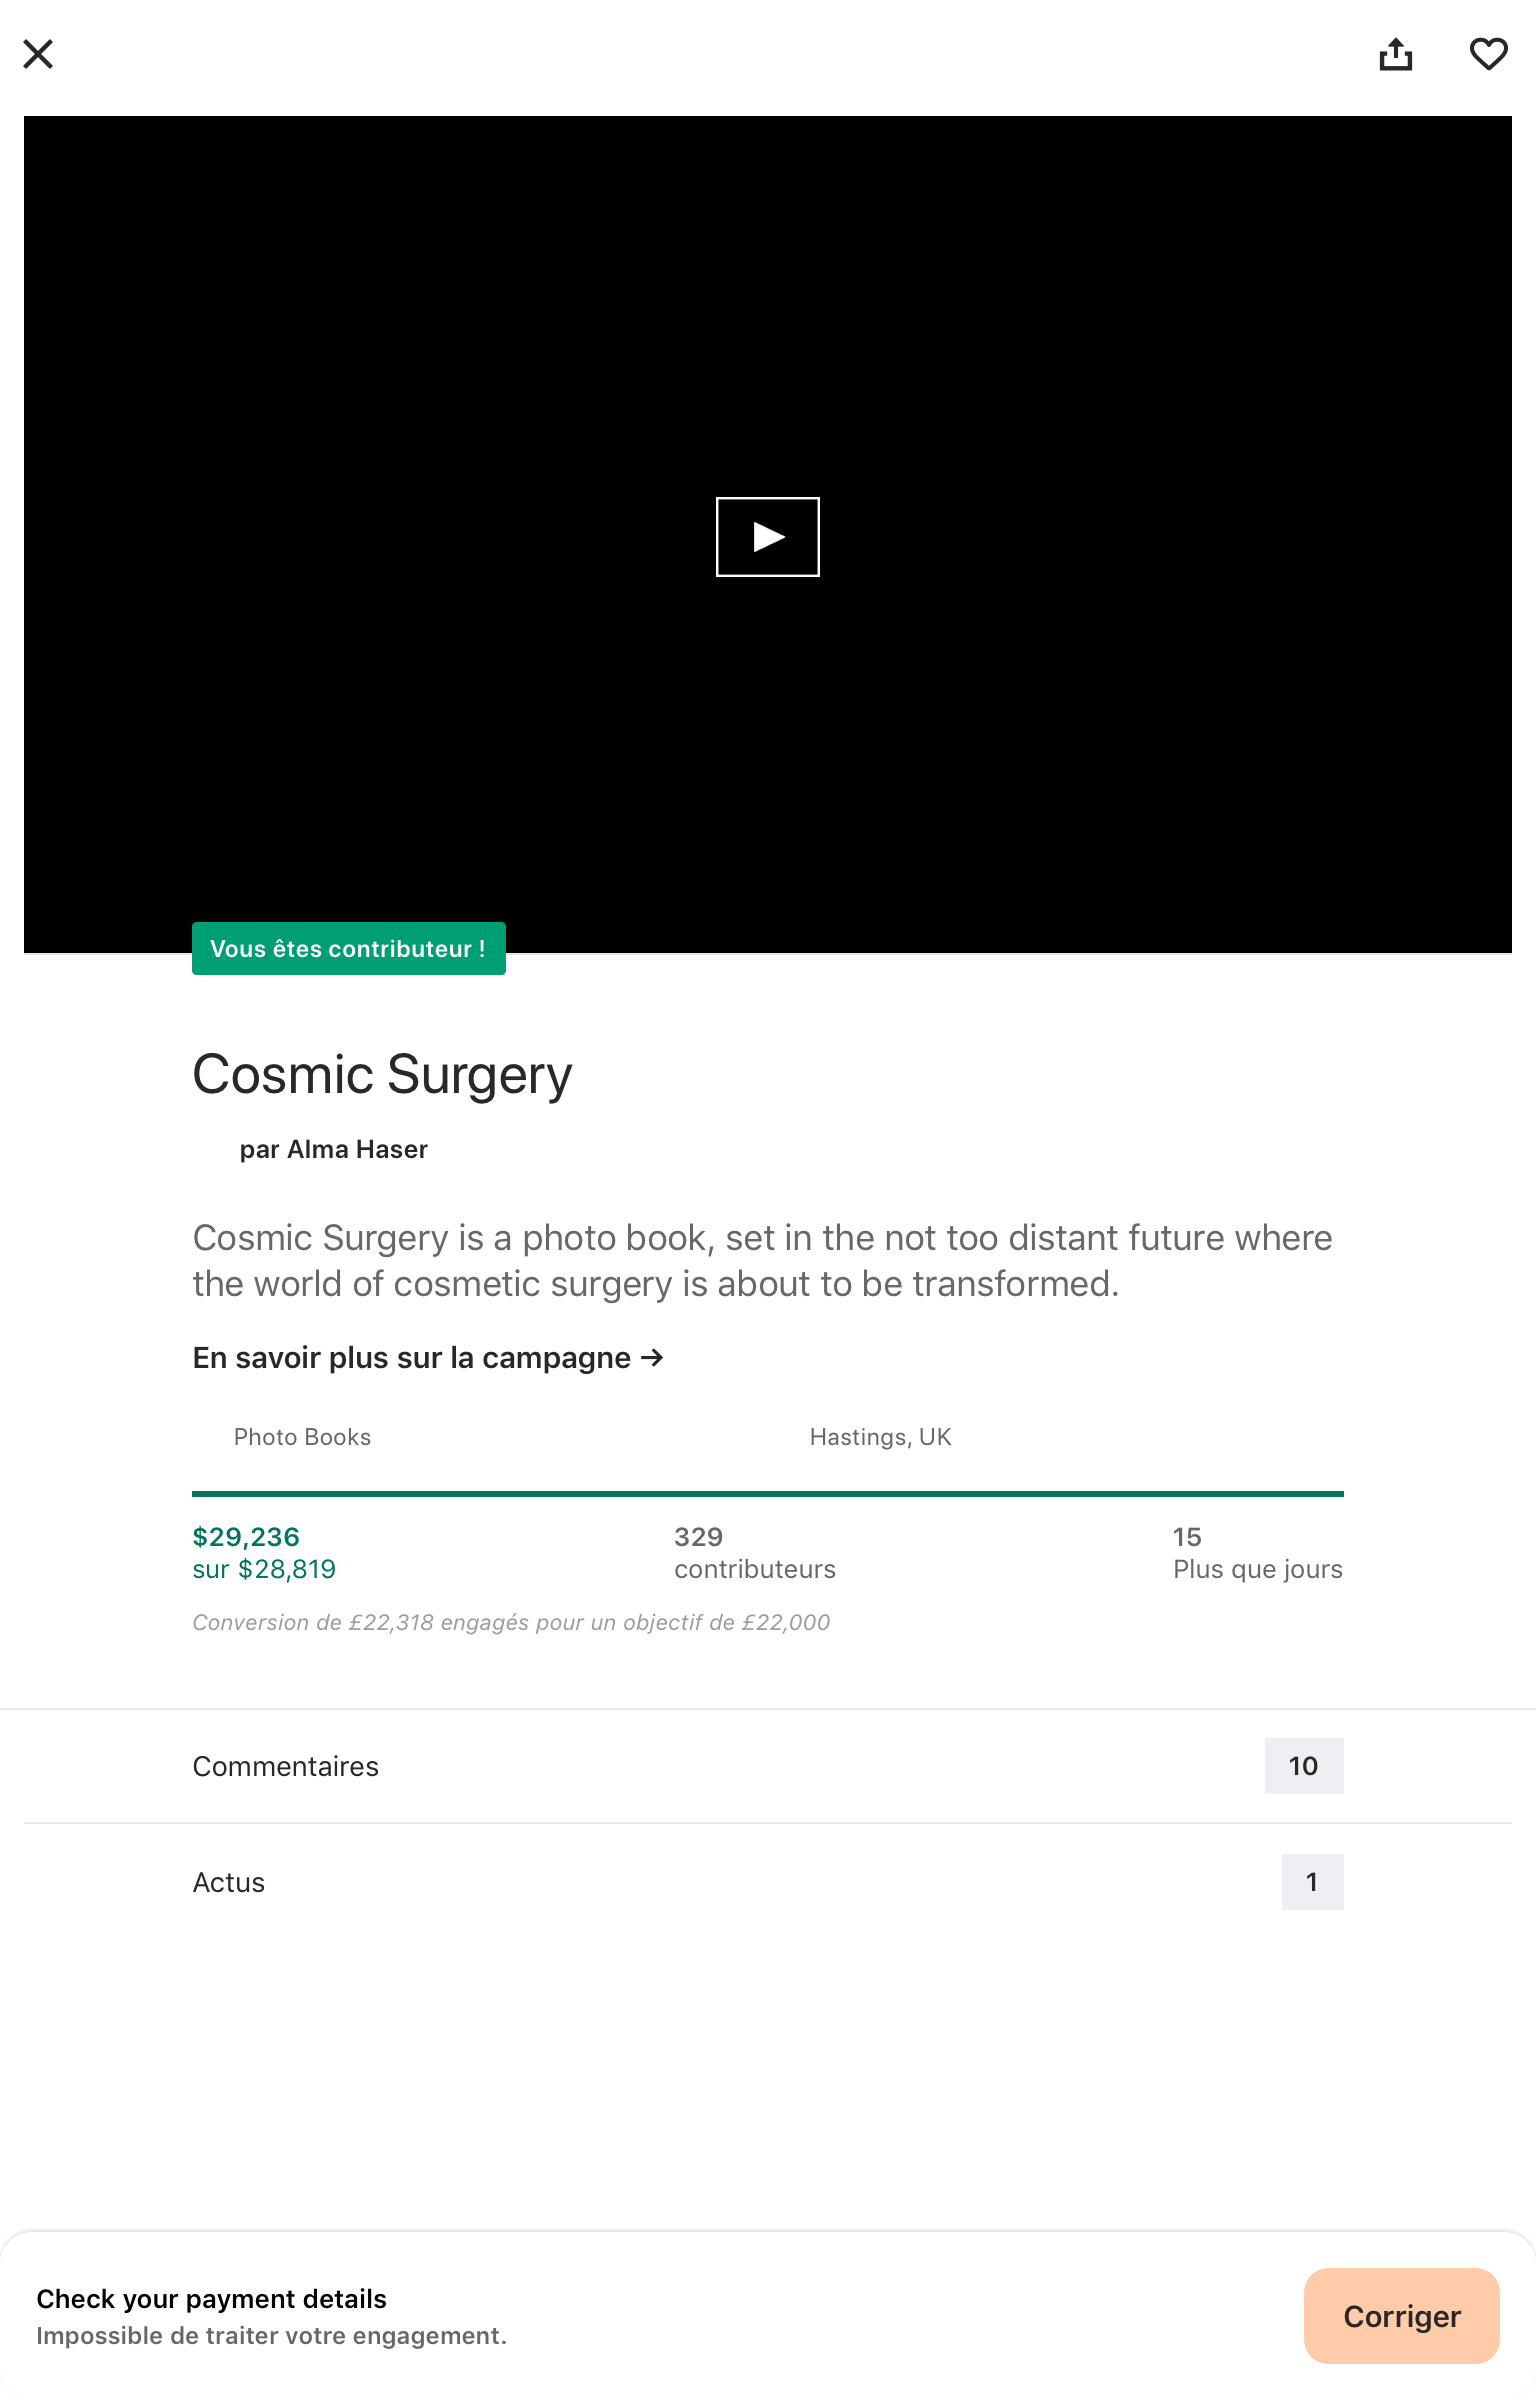 Vous êtes contributeur !
Cosmic Surgery
par Alma Haser
Cosmic Surgery is a photo book, set in the not too distant future where
the world of cosmetic surgery is about to be transformed.
En savoir plus sur la campagne →
Photo Books
Hastings, UK
$29,236
sur $28,819
329
contributeurs
15
Plus que jours
Conversion de £22,318 engagés pour un objectif de £22,000
Commentaires
10
Actus
1
Check your payment details
Impossible de traiter votre engagement.
Corriger